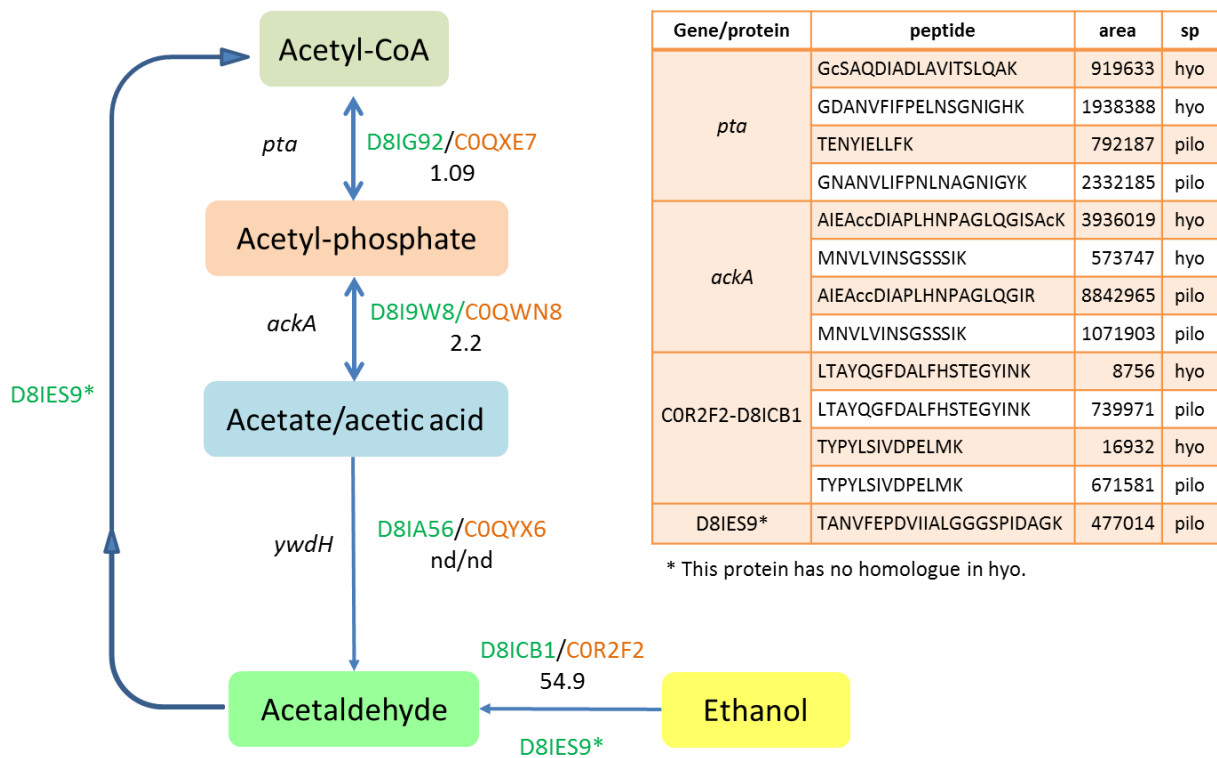 Acetyl-CoA
pta
D8IG92/C0QXE7
1.09
Acetyl-phosphate
ackA
D8I9W8/C0QWN8
2.2
D8IES9*
Acetate/acetic acid
ywdH
D8IA56/C0QYX6
nd/nd
D8ICB1/C0R2F2
54.9
Acetaldehyde
Ethanol
D8IES9*
Gene/protein peptide area sp
pta
GcSAQDIADLAVITSLQAK 919633 hyo
GDANVFIFPELNSGNIGHK 1938388 hyo
TENYIELLFK 792187 pilo
GNANVLIFPNLNAGNIGYK 2332185 pilo
ackA
AIEAccDIAPLHNPAGLQGISAcK 3936019 hyo
MNVLVINSGSSSIK 573747 hyo
AIEAccDIAPLHNPAGLQGIR 8842965 pilo
MNVLVINSGSSSIK 1071903 pilo
C0R2F2-D8ICB1
LTAYQGFDALFHSTEGYINK 8756 hyo
LTAYQGFDALFHSTEGYINK 739971 pilo
TYPYLSIVDPELMK 16932 hyo
TYPYLSIVDPELMK 671581 pilo
D8IES9* TANVFEPDVIIALGGGSPIDAGK 477014 pilo
* This protein has no homologue in hyo.